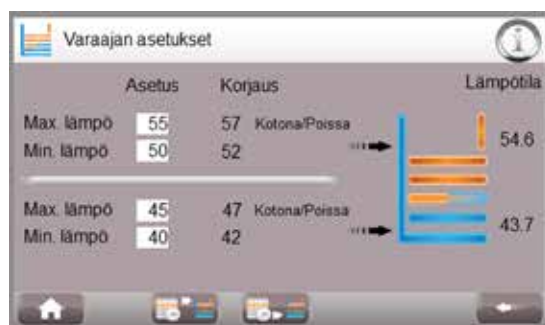 Varaajan asetukset
Asetus Korjaus Lämpötila
Max. lämpö 55 57 Kotona/Poissa 54.6
Min. lämpö 50 52
Max. lämpö 45 47 Kotona/Poissa 43.7
Min. lämpö 40 42